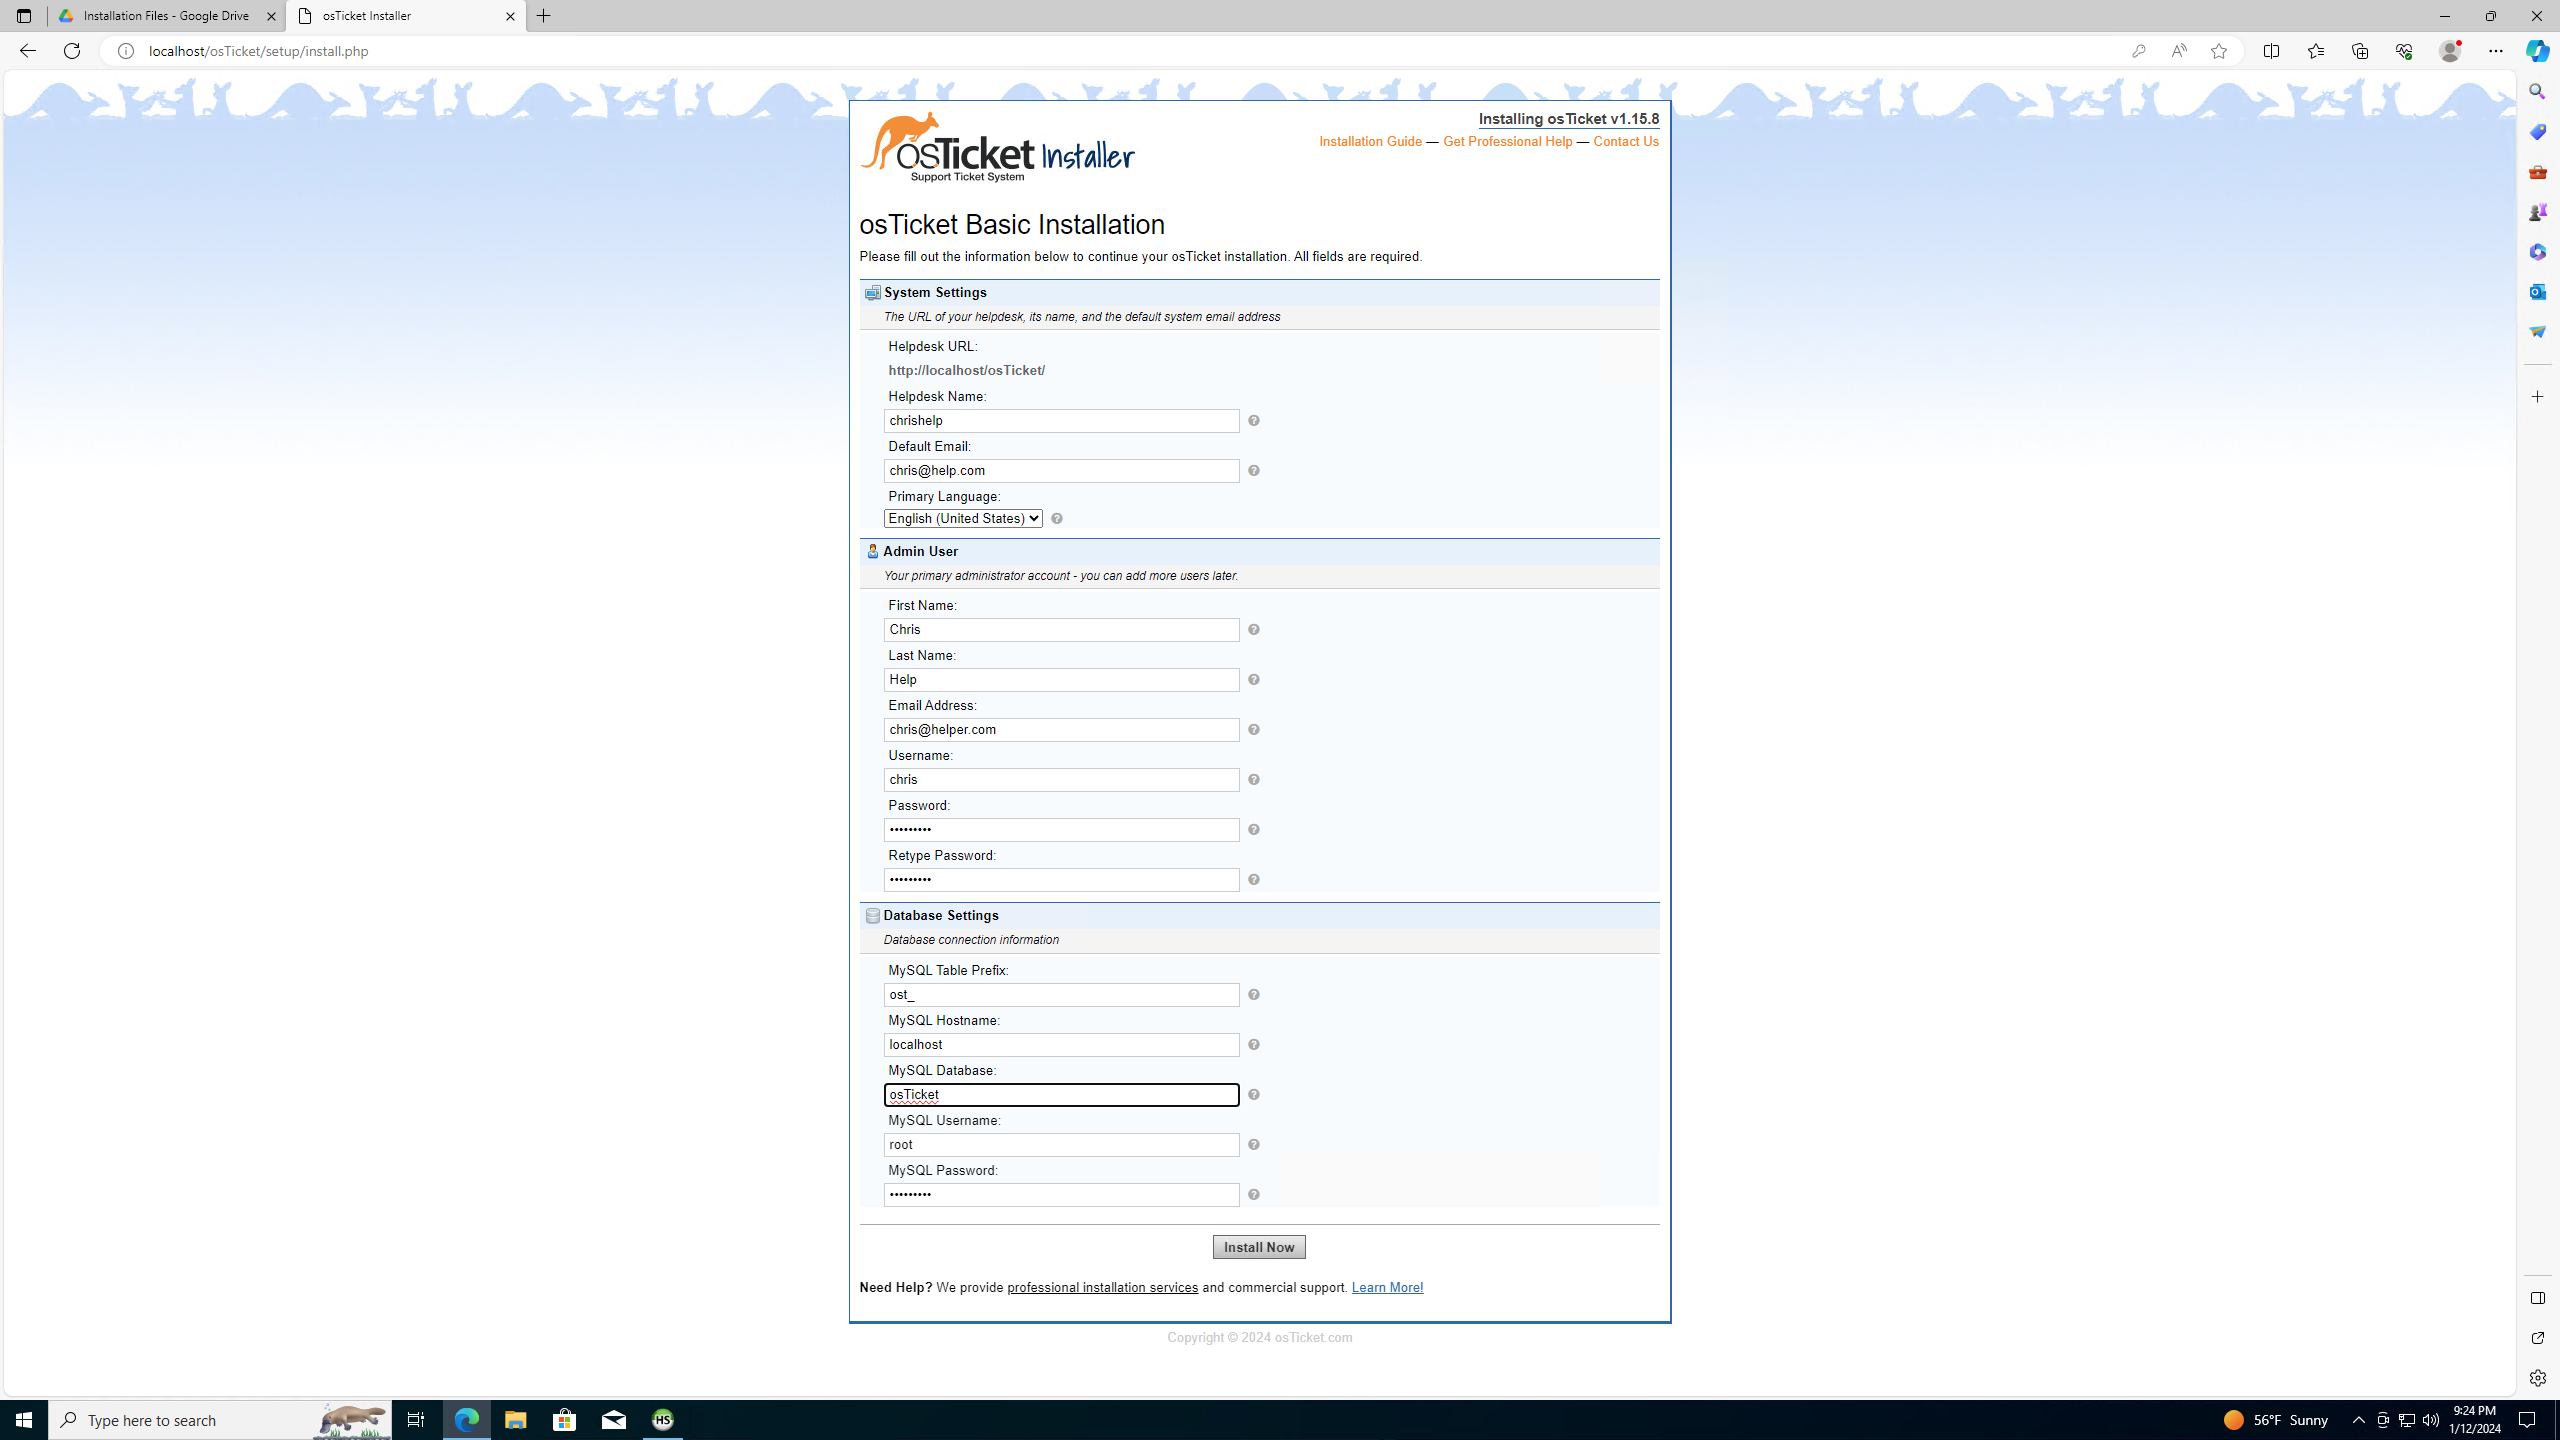 Installation Files - Google Drive
osTicket Installer
localhost/osTicket/setup/install.php
osTicket Installer
Support Ticket System
Installing osTicket v1.15.8
Installation Guide — Get Professional Help — Contact Us
osTicket Basic Installation
Please fill out the information below to continue your osTicket installation. All fields are required.
System Settings
The URL of your helpdesk, its name, and the default system email address
Helpdesk URL:
http://localhost/osTicket/
Helpdesk Name:
chrishelp
Default Email:
chris@help.com
Primary Language:
English (United States)
Admin User
Your primary administrator account - you can add more users later.
First Name:
Chris
Last Name:
Help
Email Address:
chris@helper.com
Username:
chris
Password:
•••••••••
Retype Password:
•••••••••
Database Settings
Database connection information
MySQL Table Prefix:
ost_
MySQL Hostname:
localhost
MySQL Database:
osTicket
MySQL Username:
root
MySQL Password:
•••••••••
Install Now
Need Help? We provide professional installation services and commercial support. Learn More!
Copyright © 2024 osTicket.com
Type here to search
HS
56°F Sunny
9:24 PM
1/12/2024